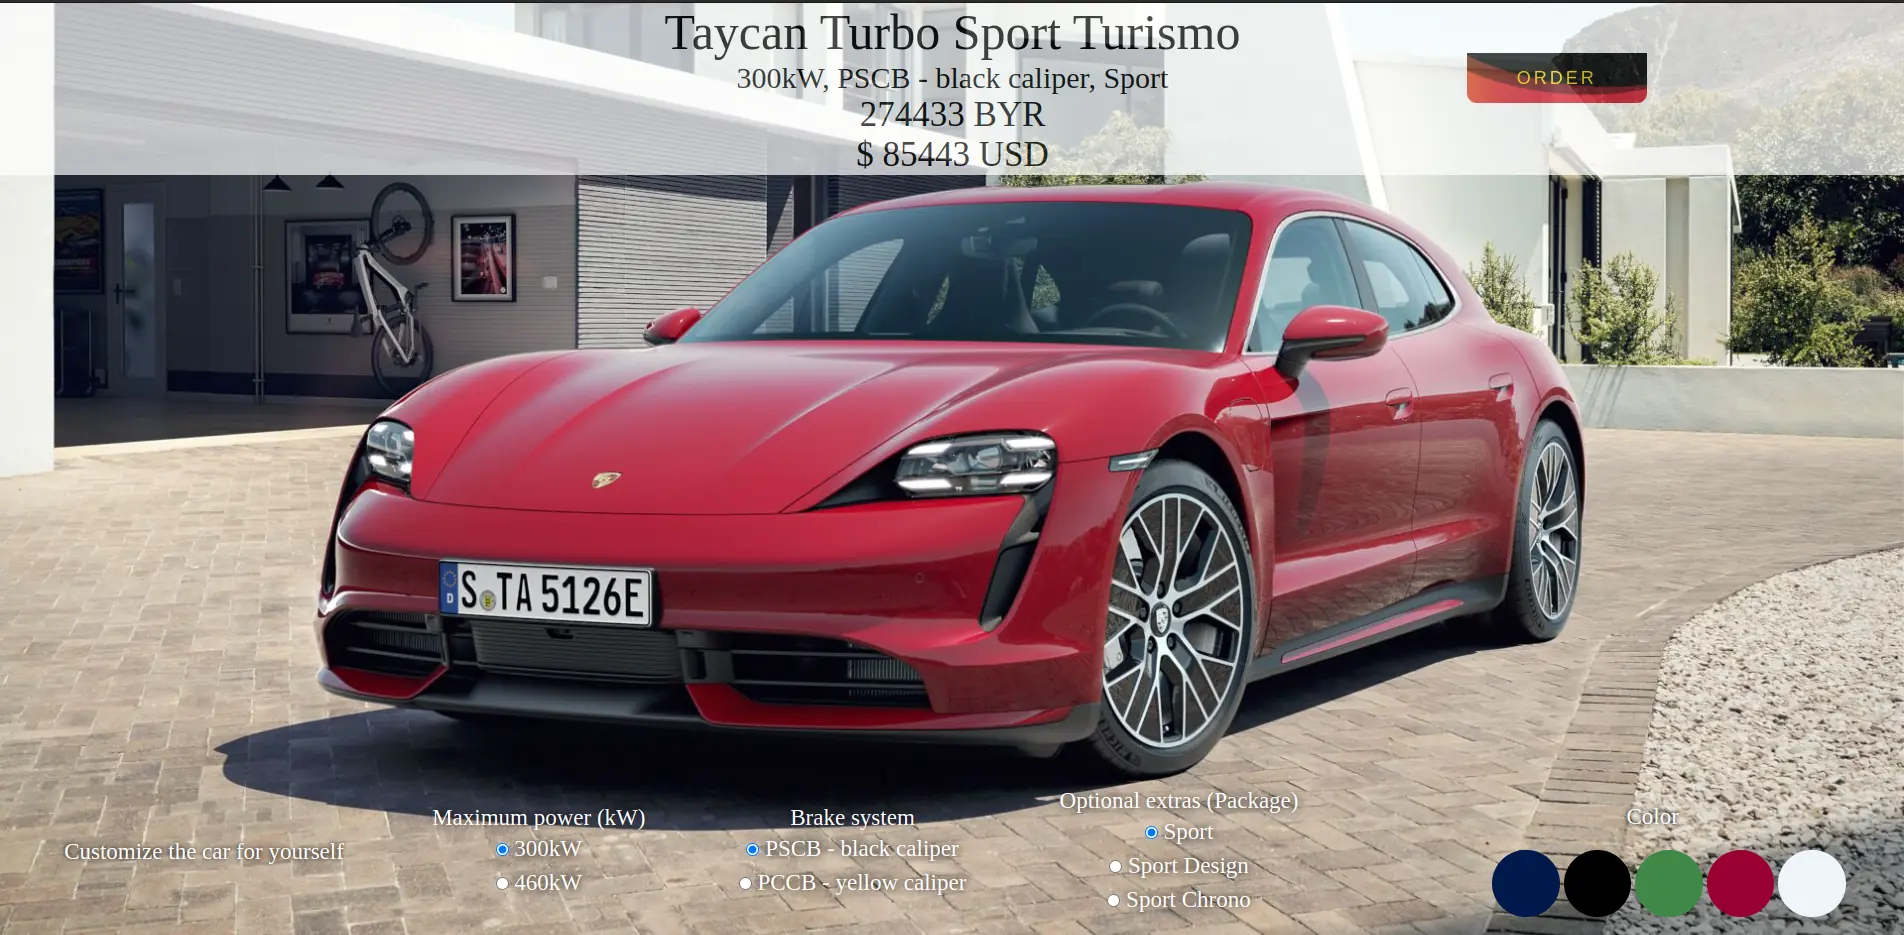 Taycan Turbo Sport Turismo
300kW, PSCB - black caliper, Sport
274433 BYR
$ 85443 USD
ORDER
S TA 5126E
D
Customize the car for yourself
Maximum power (kW)
300kW
460kW
Brake system
PSCB - black caliper
PCCB - yellow caliper
Optional extras (Package)
Sport
Sport Design
Sport Chrono
Color